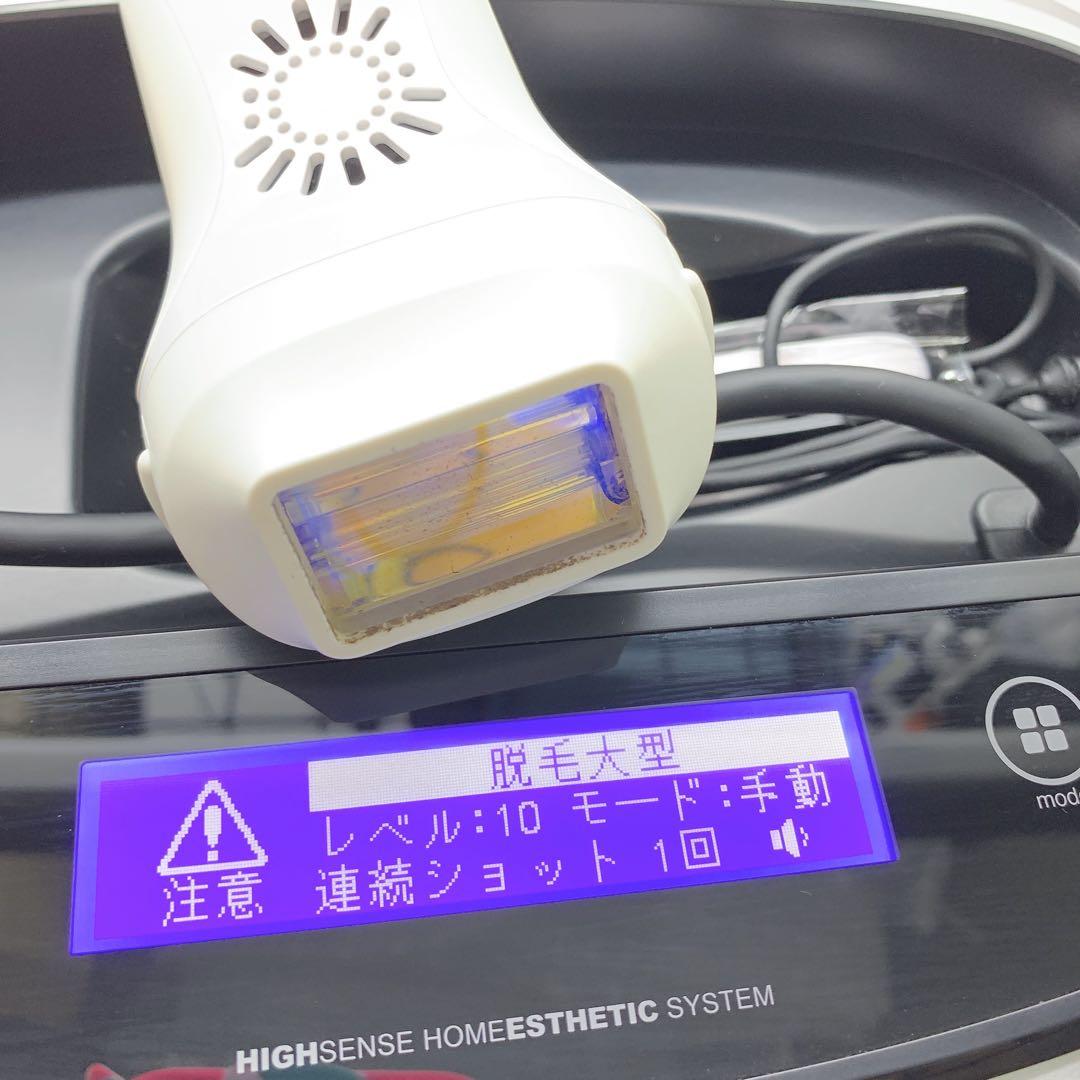 脱毛大型
レベル:10 モード:手動
注意 連続ショット 1回
mode
HIGHSENSE HOMEESTHETIC SYSTEM